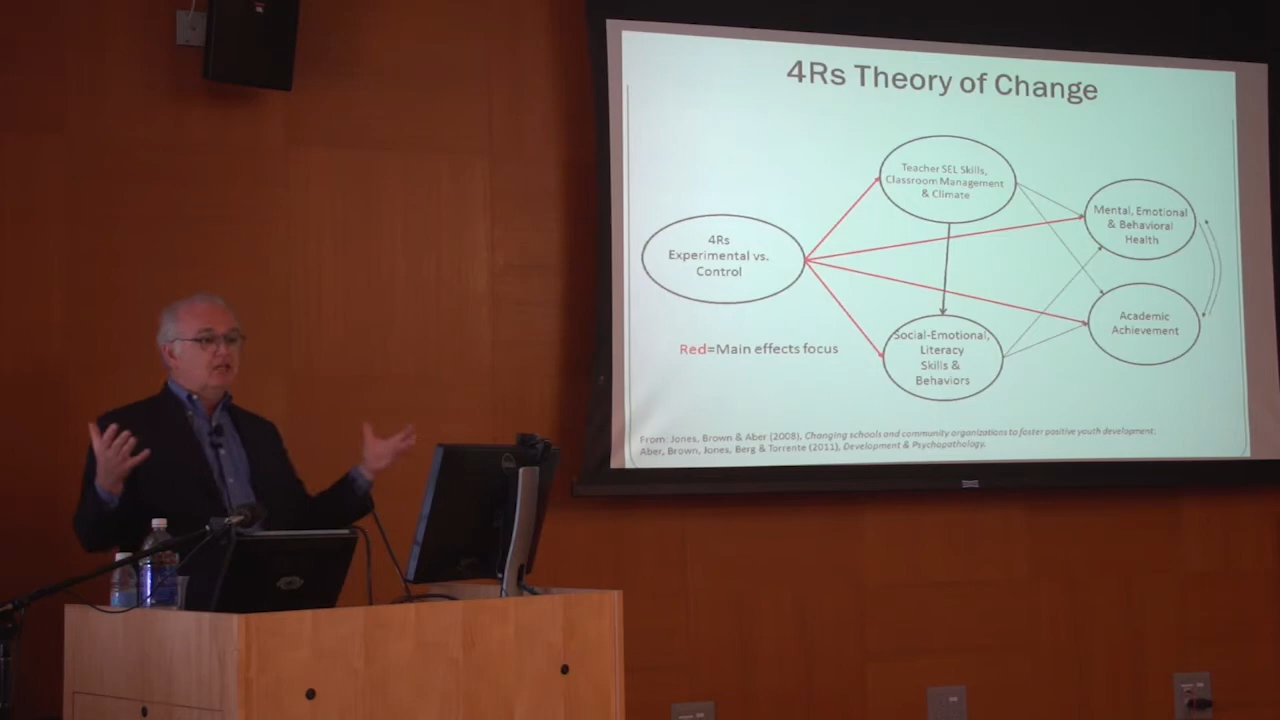 4Rs Theory of Change
Teacher SEL Skills,
Classroom Management
& Climate
Mental, Emotional
& Behavioral
Health
4Rs
Experimental vs.
Control
Academic
Achievement
Social-Emotional,
Literacy
Skills &
Behaviors
Red=Main effects focus
From: Jones, Brown & Aber (2008), Changing schools and community organizations to foster positive youth development.
Aber, Brown, Jones, Berg & Torrente (2011), Development & Psychopathology.